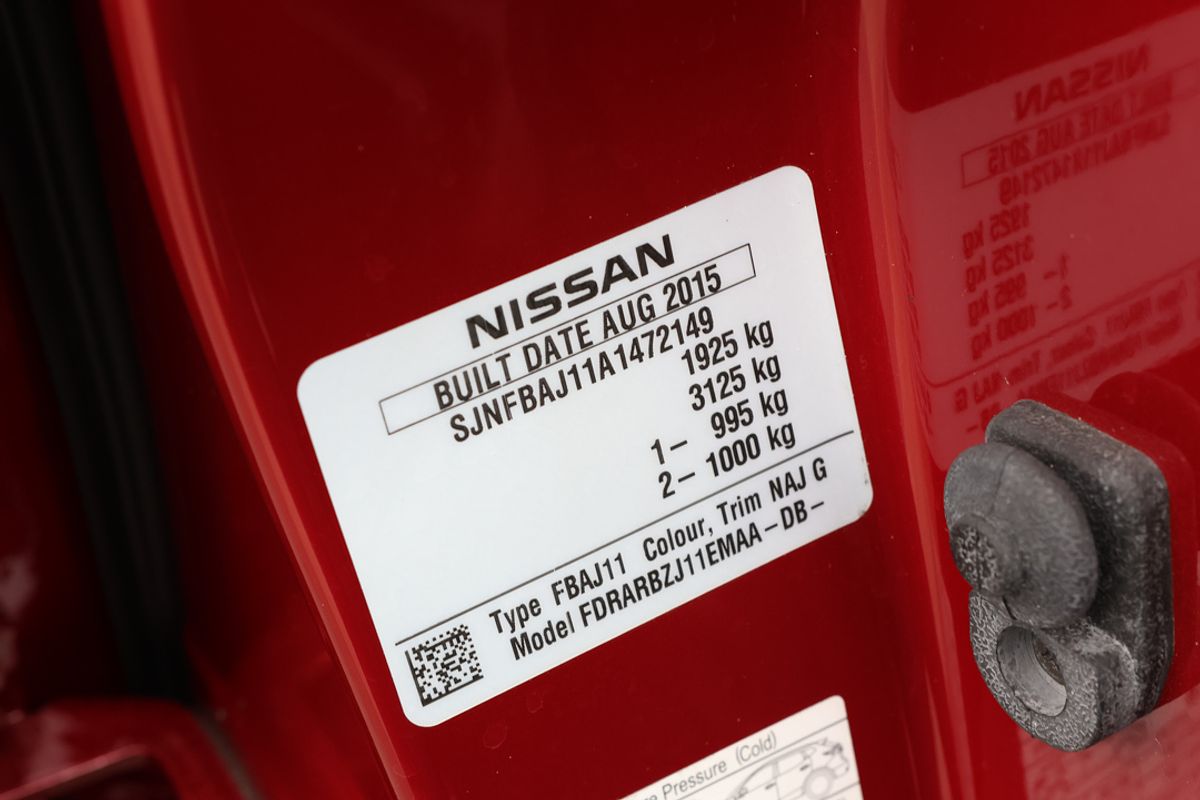 NISSAN
BUILT DATE AUG 2015
SJNFBAJ11A1472149
1925 kg
3125 kg
1 – 995 kg
2 – 1000 kg
Type FBAJ11 Colour, Trim NAJ G
Model FDRARBZJ11EMAA – DB –
Pressure (Cold)